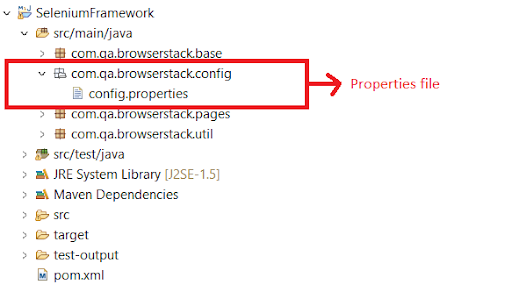 SeleniumFramework
src/main/java
com.qa.browserstack.base
com.qa.browserstack.config
config.properties
Properties file
com.qa.browserstack.pages
com.qa.browserstack.util
src/test/java
JRE System Library [J2SE-1.5]
Maven Dependencies
src
target
test-output
pom.xml